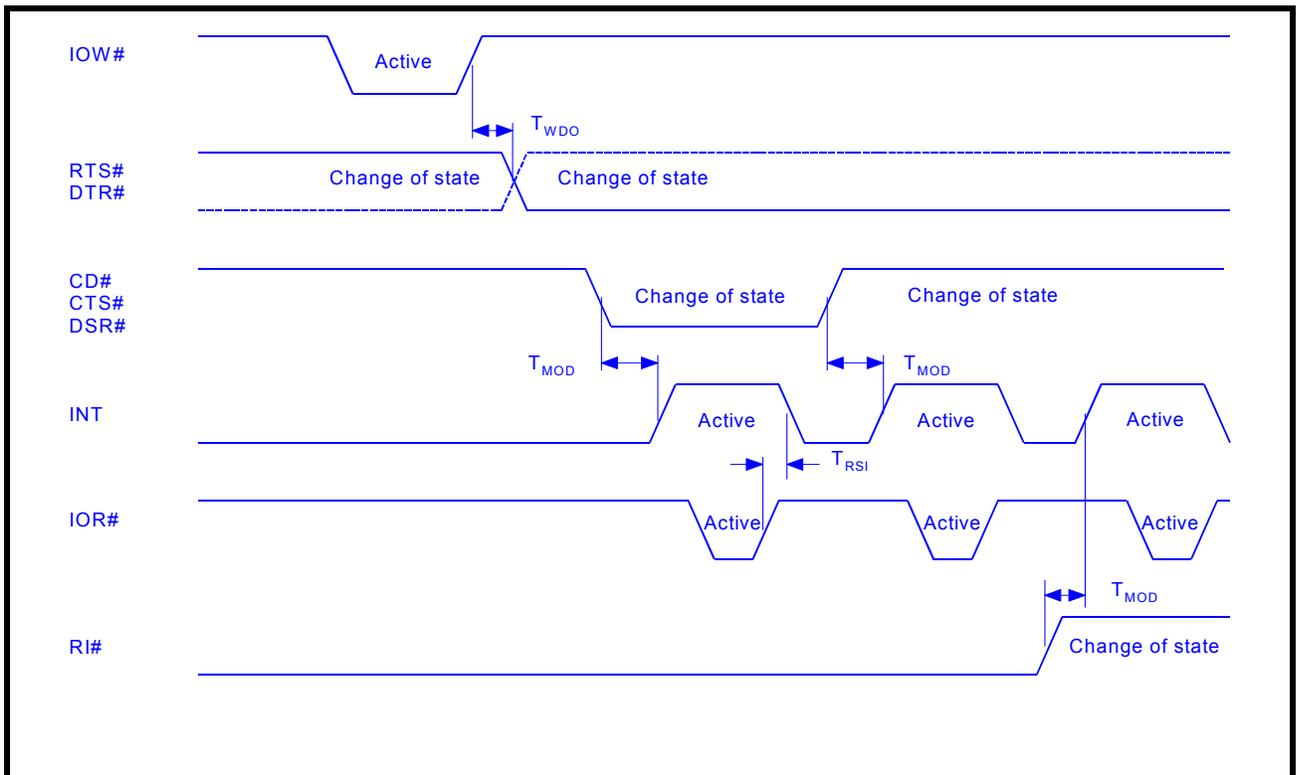 IOW#
Active
TWDO
RTS#
DTR#
Change of state
Change of state
CD#
CTS#
DSR#
Change of state
Change of state
TMOD
TMOD
INT
Active
Active
Active
TRSI
IOR#
Active
Active
Active
TMOD
RI#
Change of state